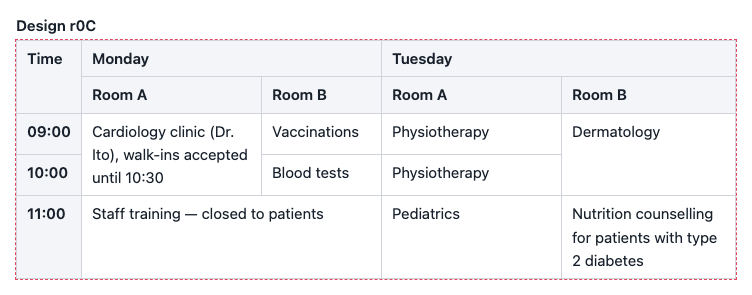 Design r0C
Time
Monday
Tuesday
Room A
Room B
Room A
Room B
09:00
Cardiology clinic (Dr.
Ito), walk-ins accepted
until 10:30
Vaccinations
Physiotherapy
Dermatology
10:00
Blood tests
Physiotherapy
11:00
Staff training — closed to patients
Pediatrics
Nutrition counselling
for patients with type
2 diabetes